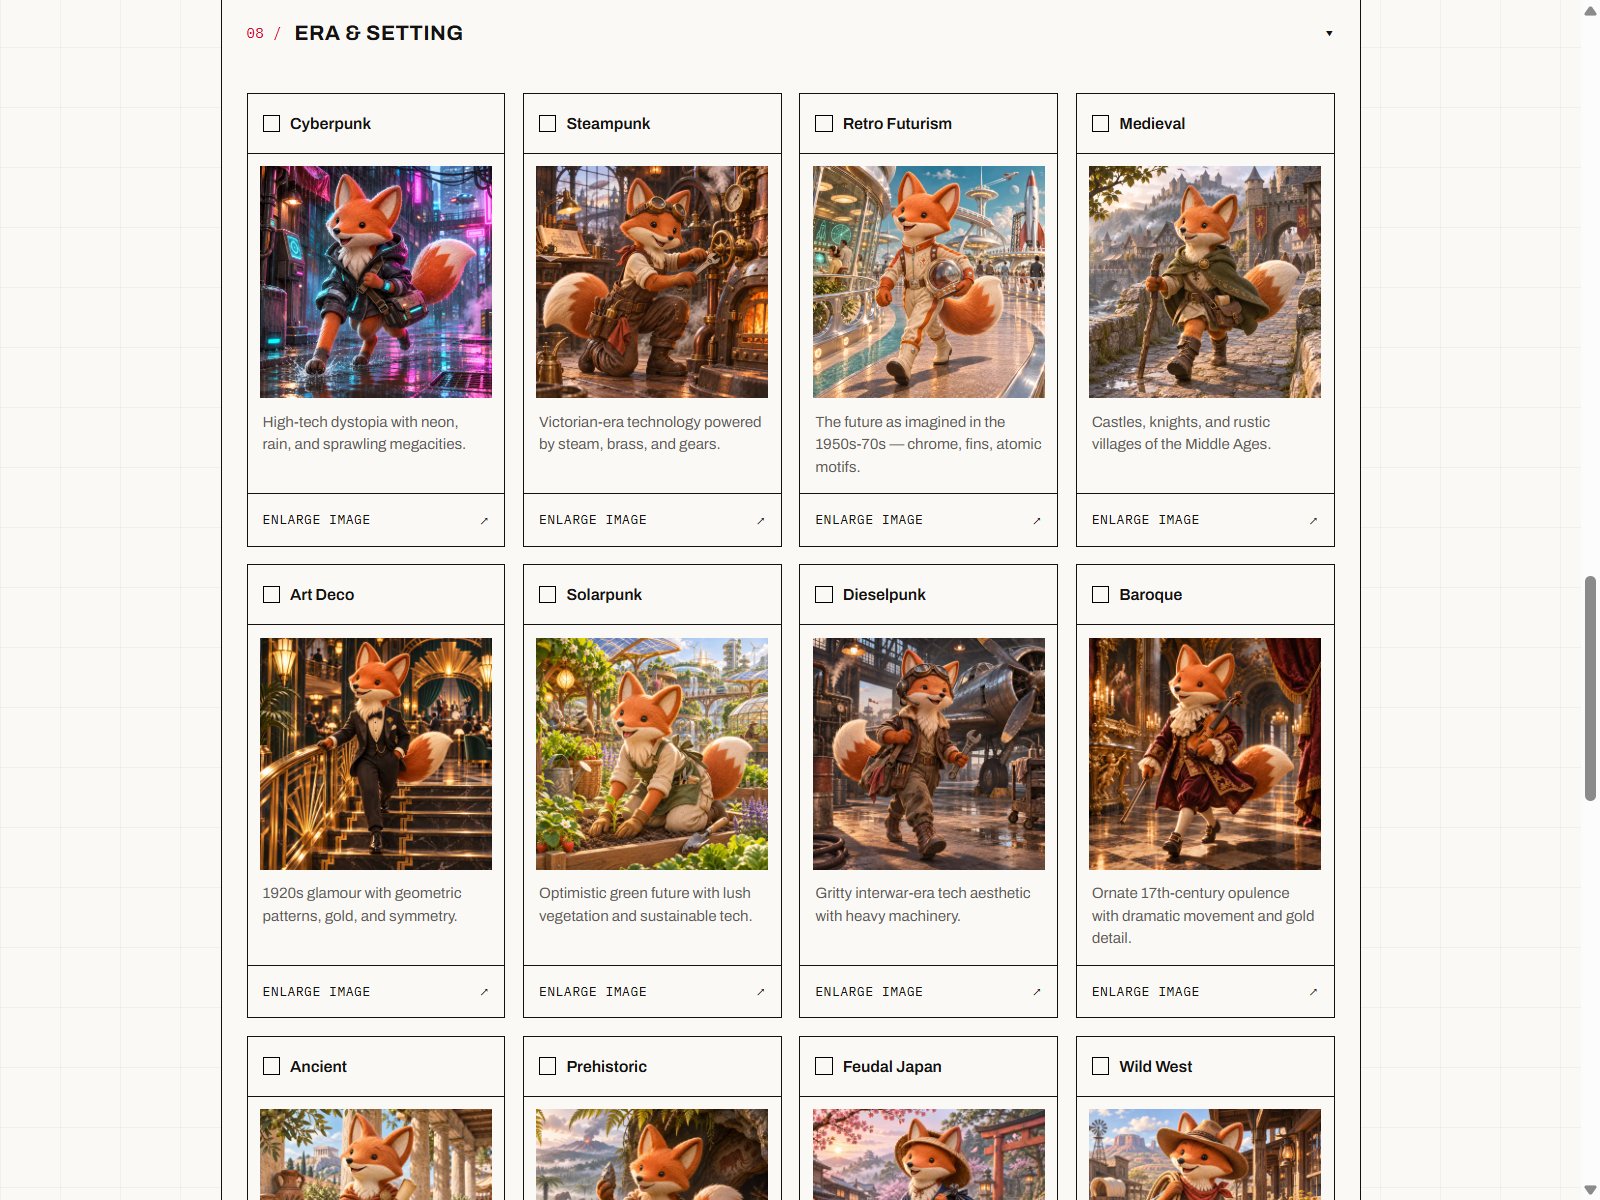 08 / ERA & SETTING
Cyberpunk
High-tech dystopia with neon,
rain, and sprawling megacities.
ENLARGE IMAGE
Steampunk
Victorian-era technology powered
by steam, brass, and gears.
ENLARGE IMAGE
Retro Futurism
The future as imagined in the
1950s-70s — chrome, fins, atomic
motifs.
ENLARGE IMAGE
Medieval
Castles, knights, and rustic
villages of the Middle Ages.
ENLARGE IMAGE
Art Deco
1920s glamour with geometric
patterns, gold, and symmetry.
ENLARGE IMAGE
Solarpunk
Optimistic green future with lush
vegetation and sustainable tech.
ENLARGE IMAGE
Dieselpunk
Gritty interwar-era tech aesthetic
with heavy machinery.
ENLARGE IMAGE
Baroque
Ornate 17th-century opulence
with dramatic movement and gold
detail.
ENLARGE IMAGE
Ancient
Prehistoric
Feudal Japan
Wild West